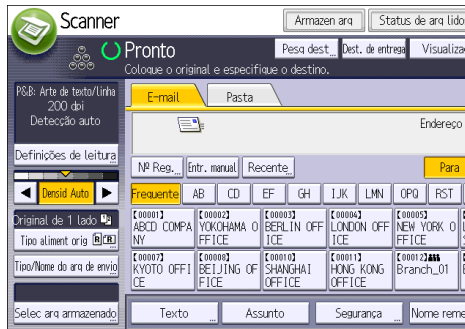 Scanner
Armazen arq
Status de arq lido
Pronto
Pesq dest
Dest. de entrega
Coloque o original e especifique o destino.
P&B: Arte de texto/linha
200 dpi
Detecção auto
E-mail
Pasta
Endereço
Definições de leitura
Nº Reg.
Entr. manual
Recente
Para
Densid Auto
Frequente
AB
CD
EF
GH
IJK
LMN
OPQ
RST
Original de 1 lado
Tipo aliment orig
Tipo/Nome do arq de envio
Selec arq armazenado
[00001]
ABCD COMPA
NY
[00002]
YOKOHAMA O
FFICE
[00003]
BERLIN OFF
ICE
[00004]
LONDON OFF
ICE
[00005]
NEW YORK O
FFICE
[00007]
KYOTO OFFI
CE
[00008]
BEIJING OF
FICE
[00010]
SHANGHAI
OFFICE
[00011]
HONG KONG
OFFICE
[00012]
Branch_01
Texto
Assunto
Segurança